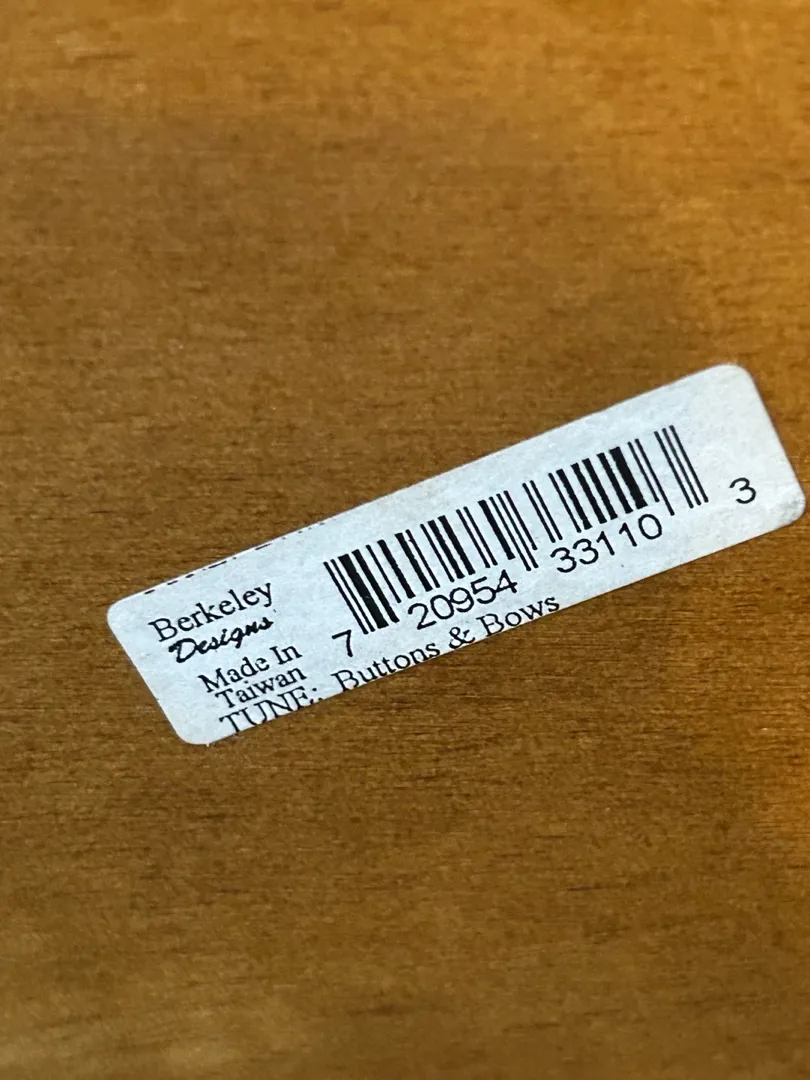 Berkeley
Designs
Made In
Taiwan
7 20954 33110 3
TUNE: Buttons & Bows